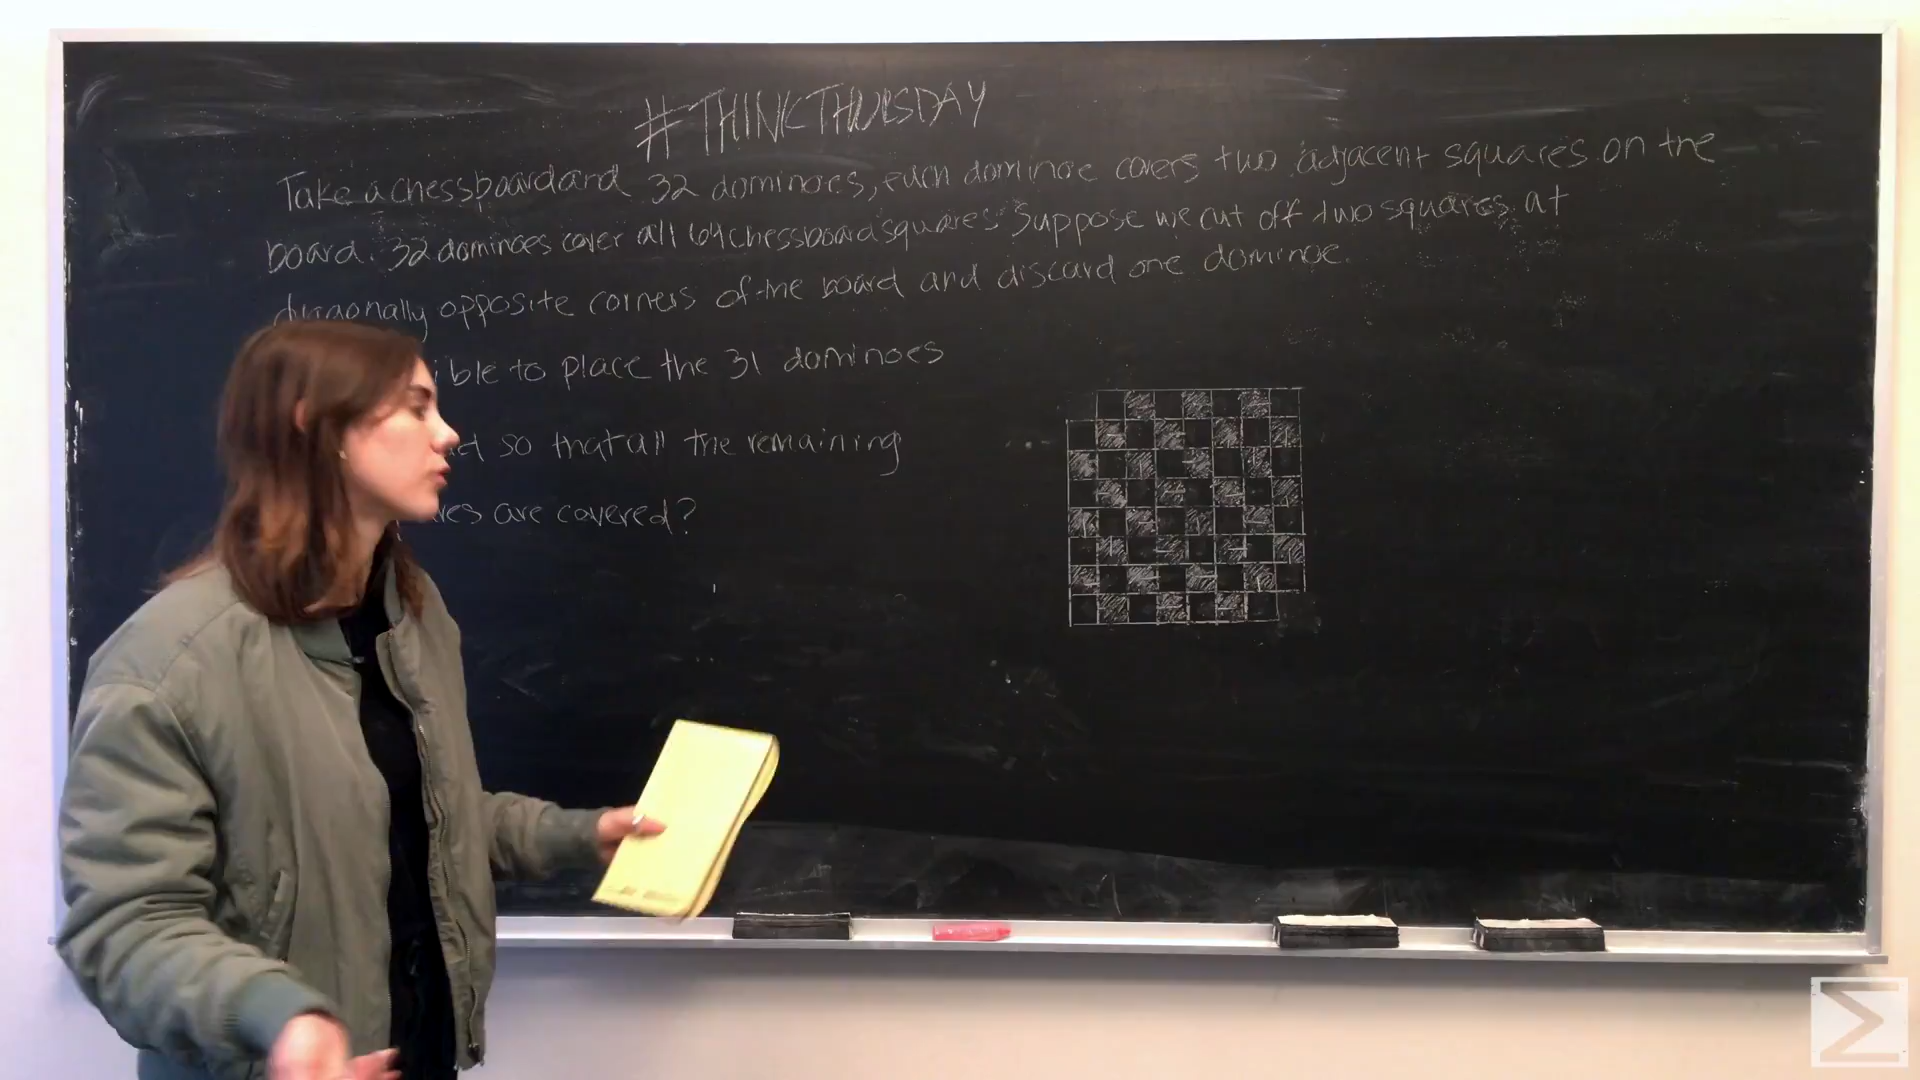 #THINKTHURSDAY
Take a chessboard and 32 dominoes, each dominoe covers two adjacent squares on the
board. 32 dominoes cover all 64 chessboard squares. Suppose we cut off two squares at
diagonally opposite corners of the board and discard one dominoe.
ible to place the 31 dominoes
so that all the remaining
res are covered?
Σ